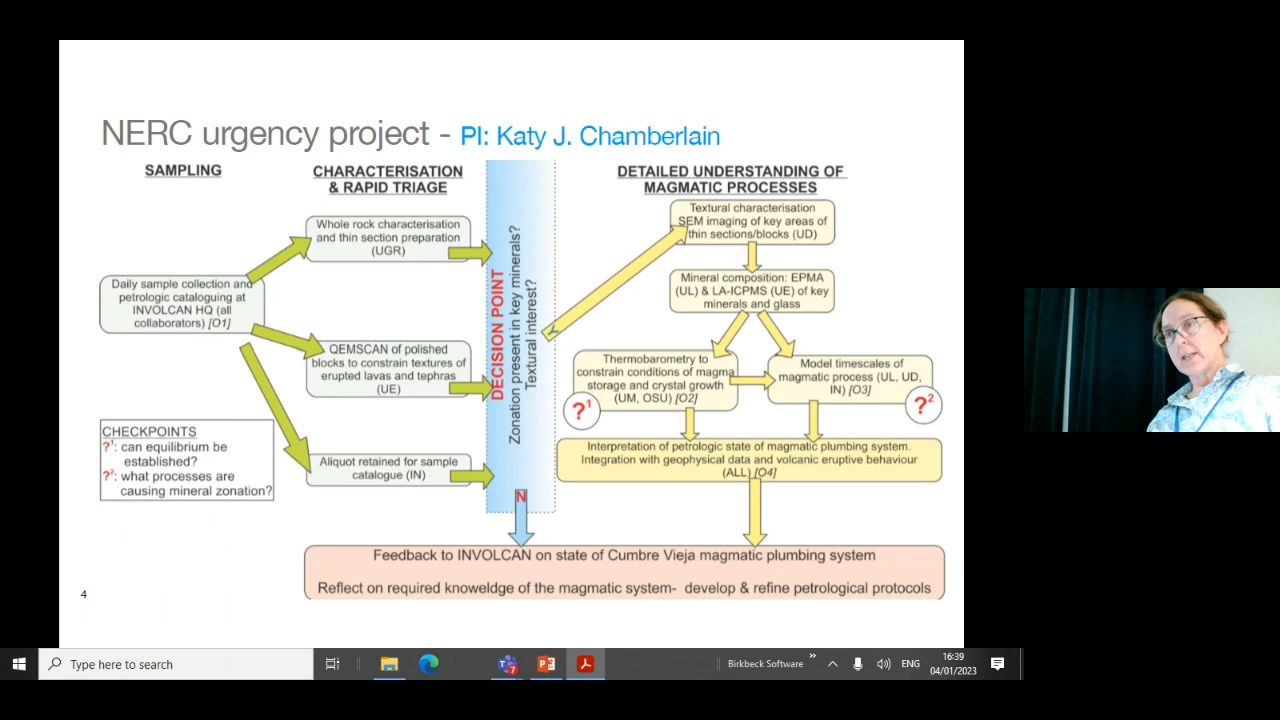 NERC urgency project - PI: Katy J. Chamberlain
SAMPLING
Daily sample collection and
petrologic cataloguing at
INVOLCAN HQ (all
collaborators) [O1]
CHECKPOINTS
?1: can equilibrium be
established?
?2: what processes are
causing mineral zonation?
CHARACTERISATION
& RAPID TRIAGE
Whole rock characterisation
and thin section preparation
(UGR)
QEMSCAN of polished
blocks to constrain textures of
erupted lavas and tephras
(UE)
Aliquot retained for sample
catalogue (IN)
DECISION POINT
Zonation present in key minerals?
Textural interest?
Y
N
DETAILED UNDERSTANDING OF
MAGMATIC PROCESSES
Textural characterisation
SEM imaging of key areas of
thin sections/blocks (UD)
Mineral composition: EPMA
(UL) & LA-ICPMS (UE) of key
minerals and glass
Thermobarometry to
constrain conditions of magma
storage and crystal growth
(UM, OSU) [O2]
?1
Model timescales of
magmatic process (UL, UD,
IN) [O3]
?2
Interpretation of petrologic state of magmatic plumbing system.
Integration with geophysical data and volcanic eruptive behaviour
(ALL) [O4]
Feedback to INVOLCAN on state of Cumbre Vieja magmatic plumbing system
Reflect on required knoweldge of the magmatic system- develop & refine petrological protocols
4
Type here to search
7
Birkbeck Software
ENG
16:39
04/01/2023